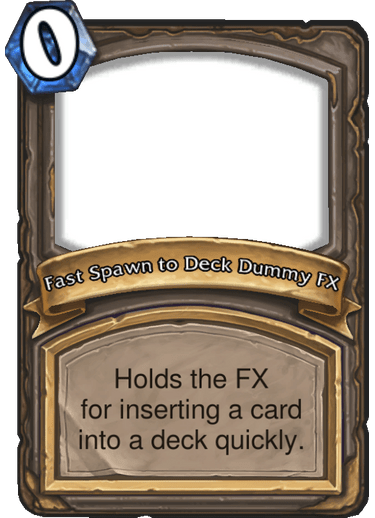 0
Fast Spawn to Deck Dummy FX
Holds the FX
for inserting a card
into a deck quickly.